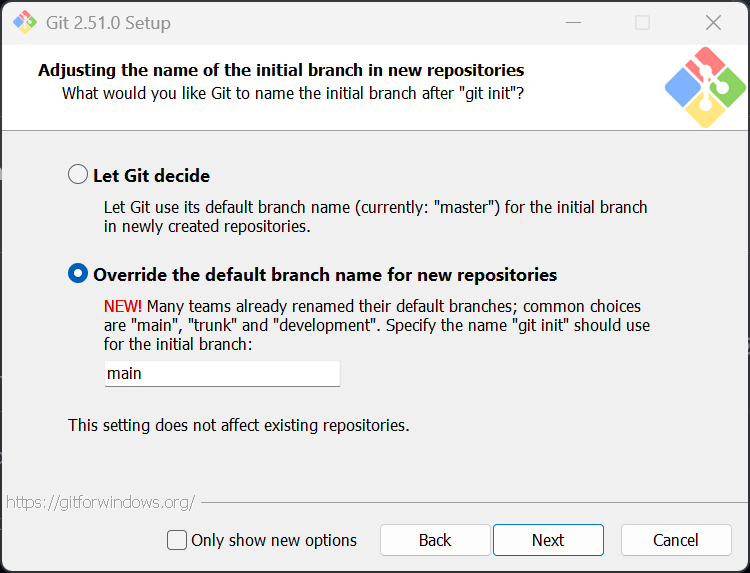 Git 2.51.0 Setup
Adjusting the name of the initial branch in new repositories
What would you like Git to name the initial branch after "git init"?
Let Git decide
Let Git use its default branch name (currently: "master") for the initial branch
in newly created repositories.
Override the default branch name for new repositories
NEW! Many teams already renamed their default branches; common choices
are "main", "trunk" and "development". Specify the name "git init" should use
for the initial branch:
main
This setting does not affect existing repositories.
https://gitforwindows.org/
Only show new options
Back
Next
Cancel